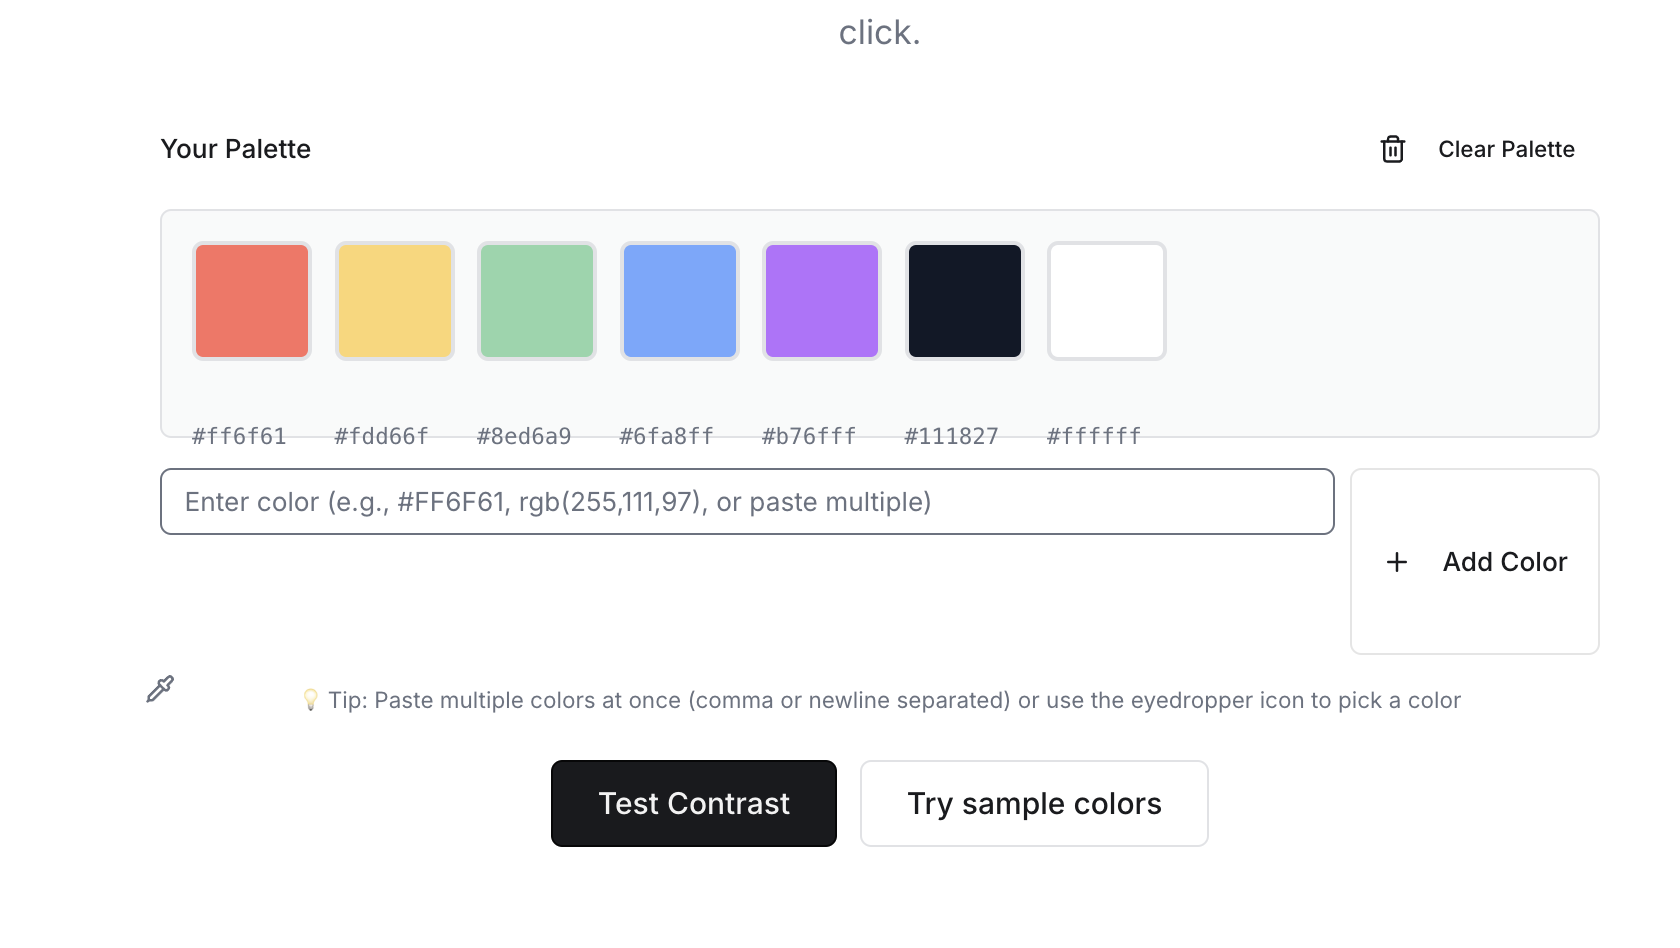 click.
Your Palette
Clear Palette
#ff6f61 #fdd66f #8ed6a9 #6fa8ff #b76fff #111827 #ffffff
Enter color (e.g., #FF6F61, rgb(255,111,97), or paste multiple)
Add Color
💡 Tip: Paste multiple colors at once (comma or newline separated) or use the eyedropper icon to pick a color
Test Contrast
Try sample colors